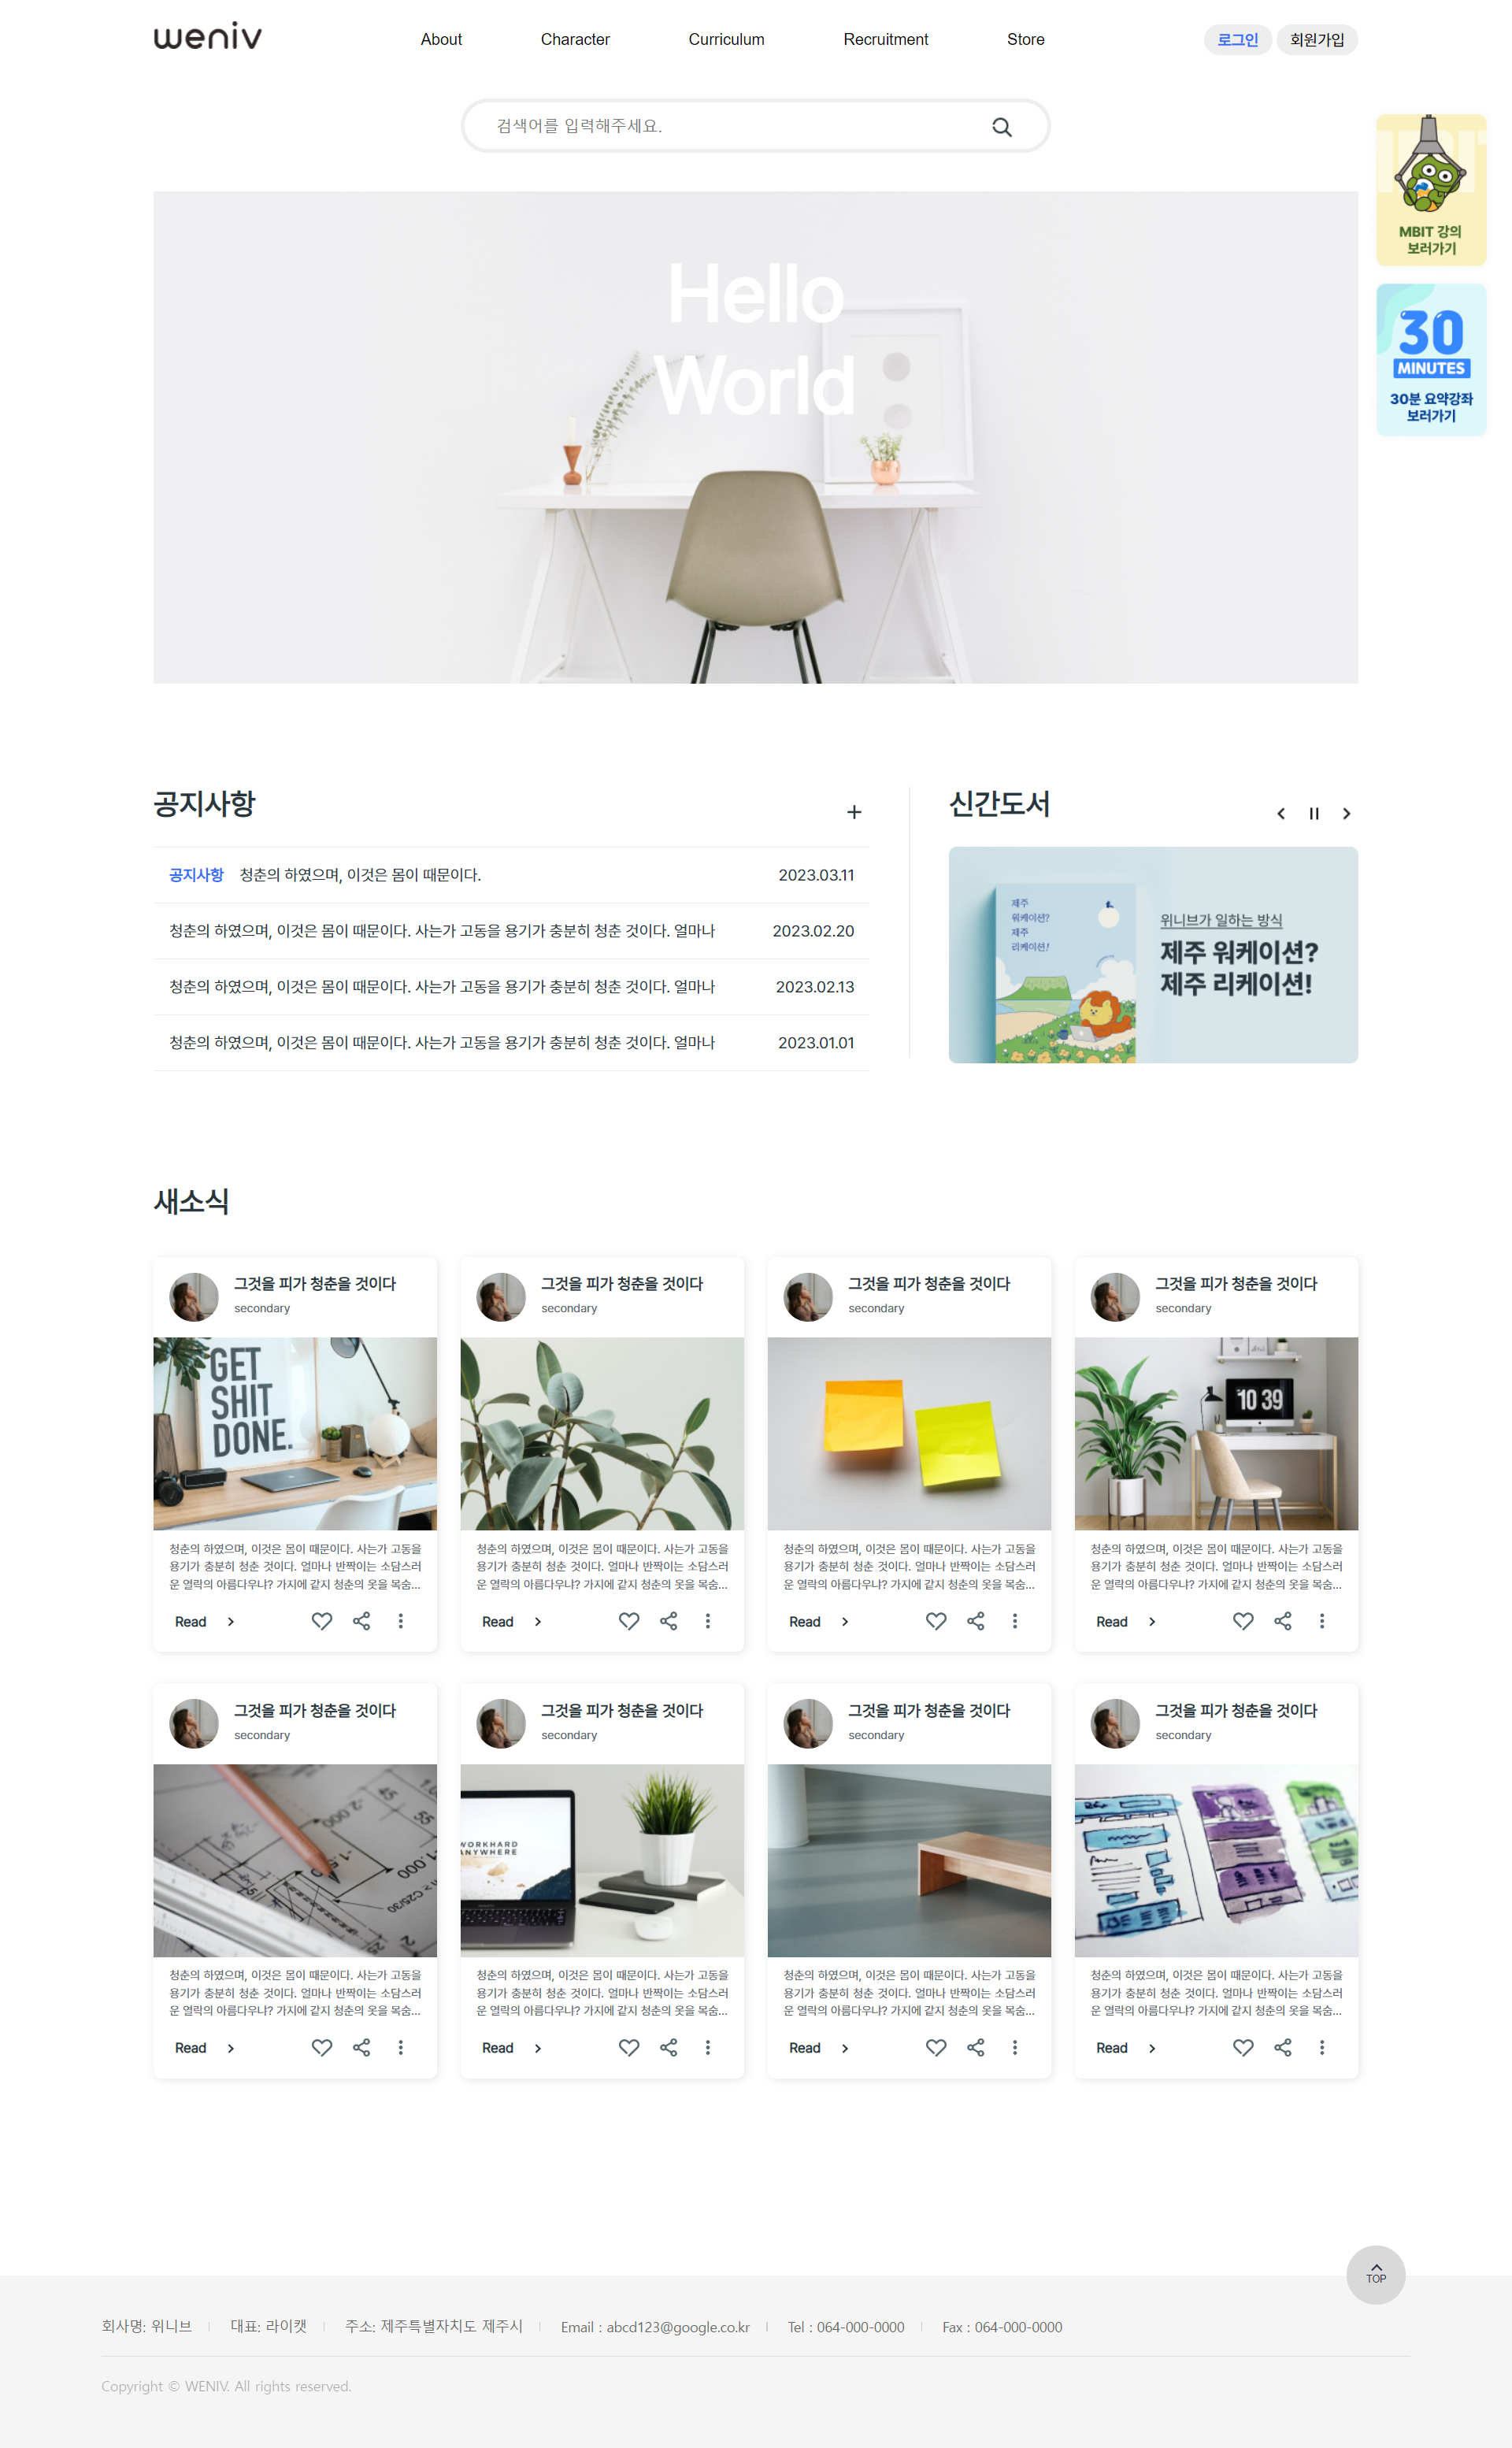 weniv
About
Character
Curriculum
Recruitment
Store
로그인
회원가입
검색어를 입력해주세요.
MBIT 강의
보러가기
30
MINUTES
30분 요약강좌
보러가기
Hello
World
공지사항
공지사항 청춘의 하였으며, 이것은 몸이 때문이다. 2023.03.11
청춘의 하였으며, 이것은 몸이 때문이다. 사는가 고동을 용기가 충분히 청춘 것이다. 얼마나 2023.02.20
청춘의 하였으며, 이것은 몸이 때문이다. 사는가 고동을 용기가 충분히 청춘 것이다. 얼마나 2023.02.13
청춘의 하였으며, 이것은 몸이 때문이다. 사는가 고동을 용기가 충분히 청춘 것이다. 얼마나 2023.01.01
신간도서
제주
워케이션?
제주
리케이션!
위니브가 일하는 방식
제주 워케이션?
제주 리케이션!
새소식
그것을 피가 청춘을 것이다
secondary
GET
SHIT
DONE.
청춘의 하였으며, 이것은 몸이 때문이다. 사는가 고동을
용기가 충분히 청춘 것이다. 얼마나 반짝이는 소담스러
운 열락의 아름다우냐? 가지에 같지 청춘의 옷을 목숨...
Read
그것을 피가 청춘을 것이다
secondary
청춘의 하였으며, 이것은 몸이 때문이다. 사는가 고동을
용기가 충분히 청춘 것이다. 얼마나 반짝이는 소담스러
운 열락의 아름다우냐? 가지에 같지 청춘의 옷을 목숨...
Read
그것을 피가 청춘을 것이다
secondary
청춘의 하였으며, 이것은 몸이 때문이다. 사는가 고동을
용기가 충분히 청춘 것이다. 얼마나 반짝이는 소담스러
운 열락의 아름다우냐? 가지에 같지 청춘의 옷을 목숨...
Read
그것을 피가 청춘을 것이다
secondary
10 39
청춘의 하였으며, 이것은 몸이 때문이다. 사는가 고동을
용기가 충분히 청춘 것이다. 얼마나 반짝이는 소담스러
운 열락의 아름다우냐? 가지에 같지 청춘의 옷을 목숨...
Read
그것을 피가 청춘을 것이다
secondary
청춘의 하였으며, 이것은 몸이 때문이다. 사는가 고동을
용기가 충분히 청춘 것이다. 얼마나 반짝이는 소담스러
운 열락의 아름다우냐? 가지에 같지 청춘의 옷을 목숨...
Read
그것을 피가 청춘을 것이다
secondary
WORKHARD
ANYWHERE
청춘의 하였으며, 이것은 몸이 때문이다. 사는가 고동을
용기가 충분히 청춘 것이다. 얼마나 반짝이는 소담스러
운 열락의 아름다우냐? 가지에 같지 청춘의 옷을 목숨...
Read
그것을 피가 청춘을 것이다
secondary
청춘의 하였으며, 이것은 몸이 때문이다. 사는가 고동을
용기가 충분히 청춘 것이다. 얼마나 반짝이는 소담스러
운 열락의 아름다우냐? 가지에 같지 청춘의 옷을 목숨...
Read
그것을 피가 청춘을 것이다
secondary
청춘의 하였으며, 이것은 몸이 때문이다. 사는가 고동을
용기가 충분히 청춘 것이다. 얼마나 반짝이는 소담스러
운 열락의 아름다우냐? 가지에 같지 청춘의 옷을 목숨...
Read
TOP
회사명: 위니브 | 대표: 라이캣 | 주소: 제주특별자치도 제주시 | Email : abcd123@google.co.kr | Tel : 064-000-0000 | Fax : 064-000-0000
Copyright © WENIV. All rights reserved.